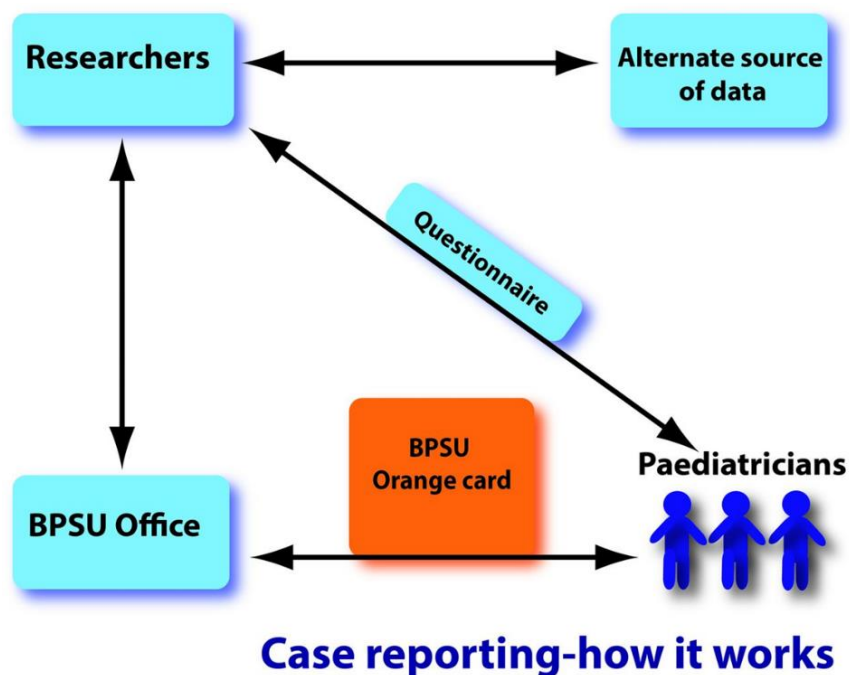 Researchers
Alternate source
of data
Questionnaire
BPSU
Orange card
Paediatricians
BPSU Office
Case reporting-how it works